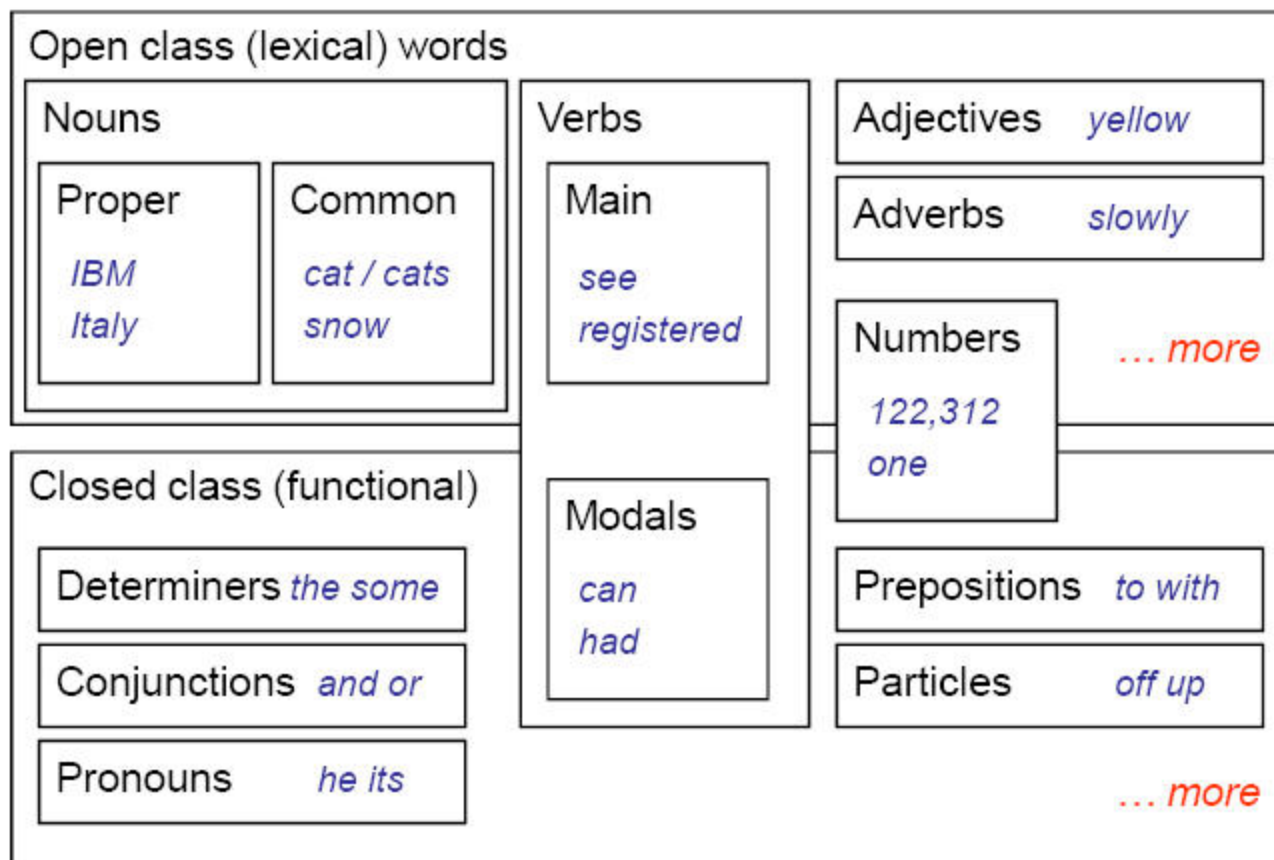 Open class (lexical) words
Nouns
Proper
IBM
Italy
Common
cat / cats
snow
Verbs
Main
see
registered
Adjectives yellow
Adverbs slowly
Numbers
122,312
one
… more
Closed class (functional)
Determiners the some
Conjunctions and or
Pronouns he its
Modals
can
had
Prepositions to with
Particles off up
… more